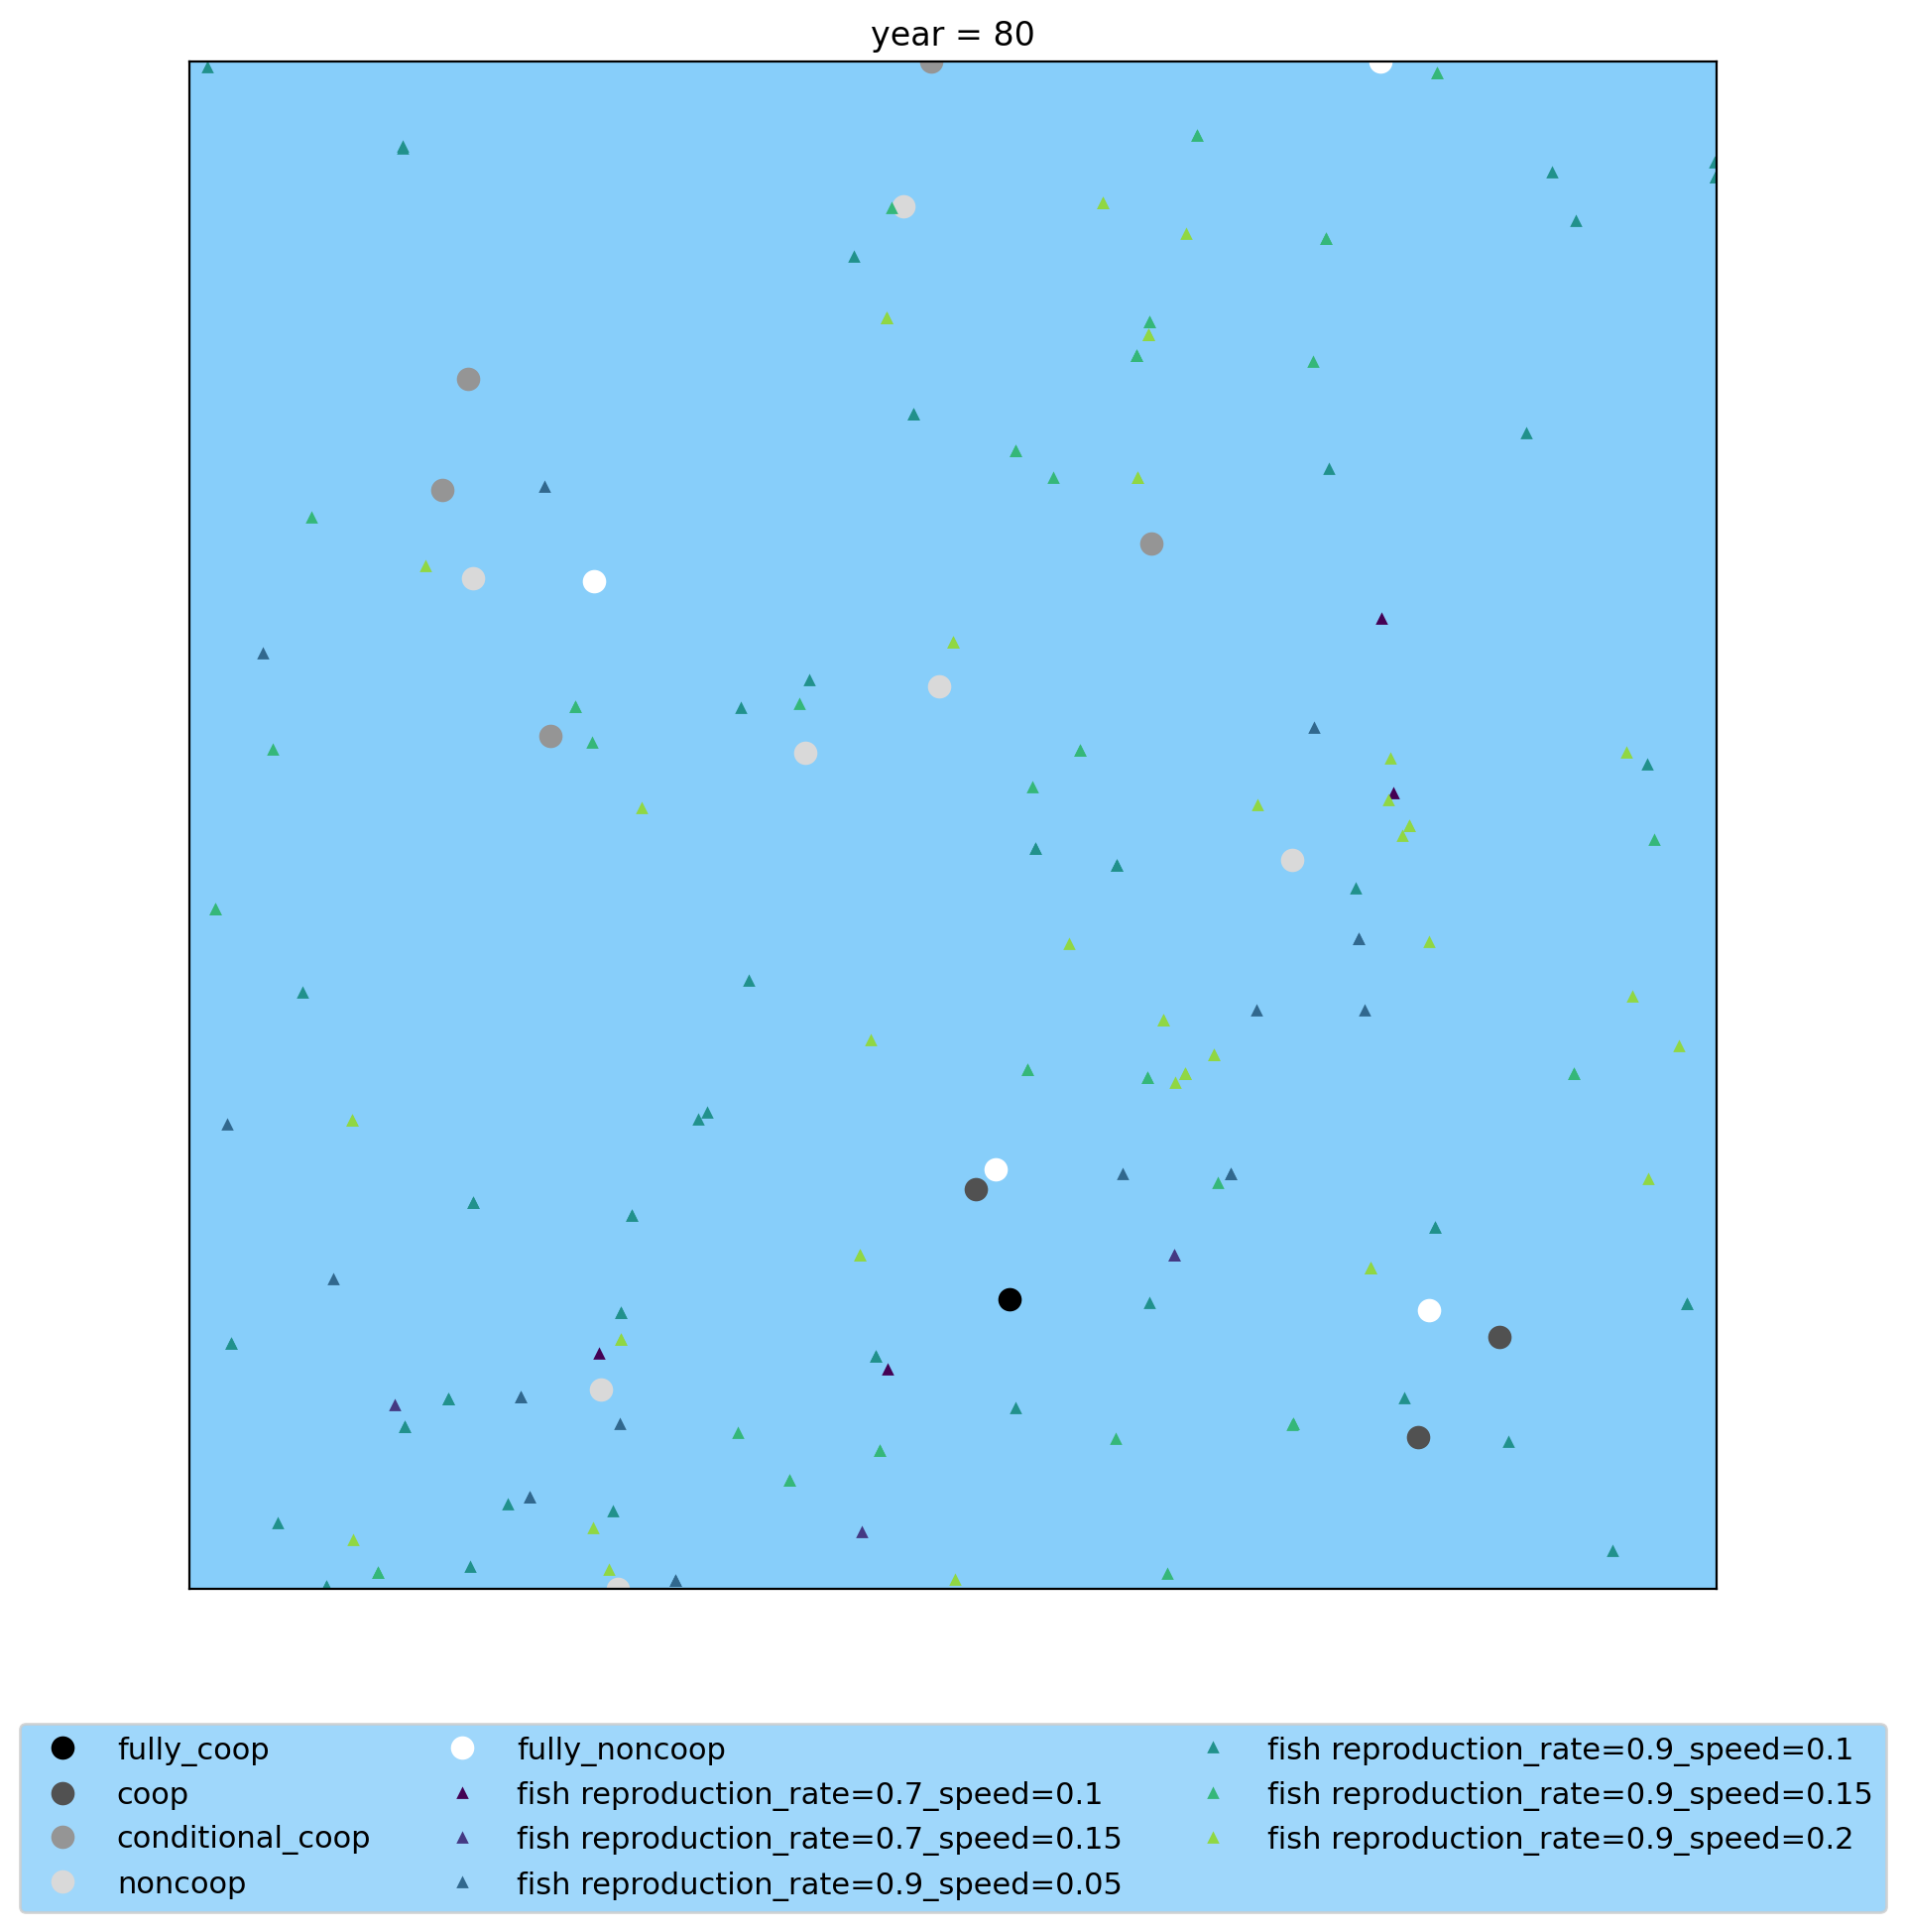 year = 80
fully_coop
coop
conditional_coop
noncoop
fully_noncoop
fish reproduction_rate=0.7_speed=0.1
fish reproduction_rate=0.7_speed=0.15
fish reproduction_rate=0.9_speed=0.05
fish reproduction_rate=0.9_speed=0.1
fish reproduction_rate=0.9_speed=0.15
fish reproduction_rate=0.9_speed=0.2